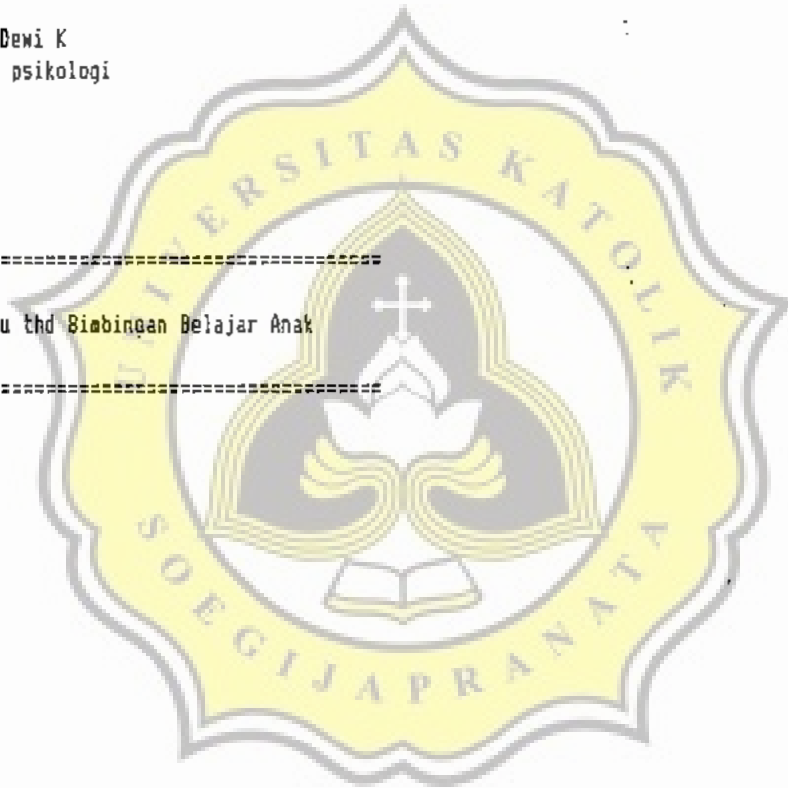 Dewi K
psikologi
UNIVERSITAS KATOLIK
==========================================
u thd Bimbingan Belajar Anak
==========================================
SOEGIJAPRANATA